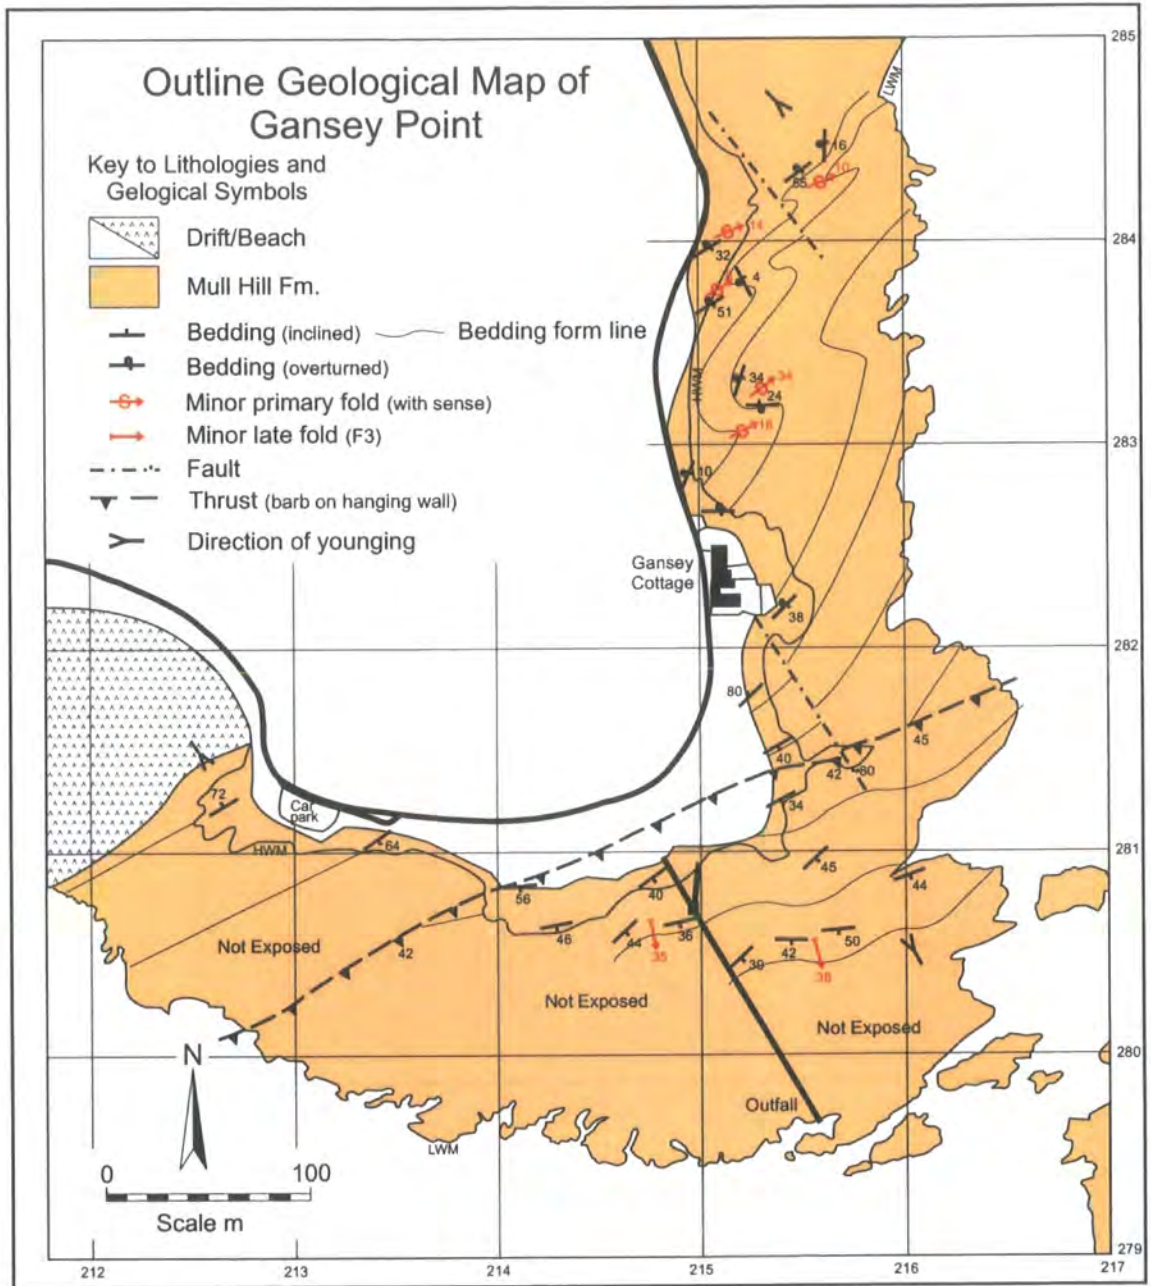 Outline Geological Map of
Gansey Point
Key to Lithologies and
Gelogical Symbols
Drift/Beach
Mull Hill Fm.
Bedding (inclined)
Bedding form line
Bedding (overturned)
Minor primary fold (with sense)
Minor late fold (F3)
Fault
Thrust (barb on hanging wall)
Direction of younging
285
LWM
16
10
284
14
32
4
51
HWM
34
34
24
18
283
10
Gansey
Cottage
38
282
80
45
40
42
80
34
72
Car
park
64
HWM
281
45
44
56
40
46
44
36
50
42
35
39
38
42
Not Exposed
Not Exposed
Not Exposed
N
280
Outfall
LWM
0 100
Scale m
279
212 213 214 215 216 217